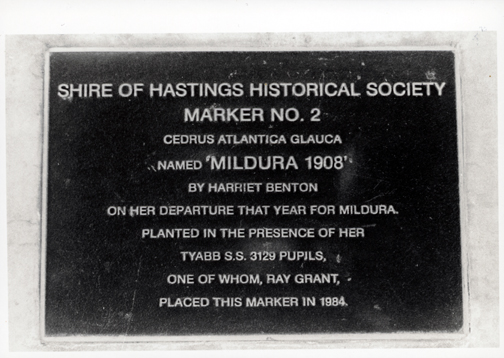 SHIRE OF HASTINGS HISTORICAL SOCIETY
MARKER NO. 2
CEDRUS ATLANTICA GLAUCA
NAMED 'MILDURA 1908'
BY HARRIET BENTON
ON HER DEPARTURE THAT YEAR FOR MILDURA.
PLANTED IN THE PRESENCE OF HER
TYABB S.S. 3129 PUPILS,
ONE OF WHOM, RAY GRANT,
PLACED THIS MARKER IN 1984.